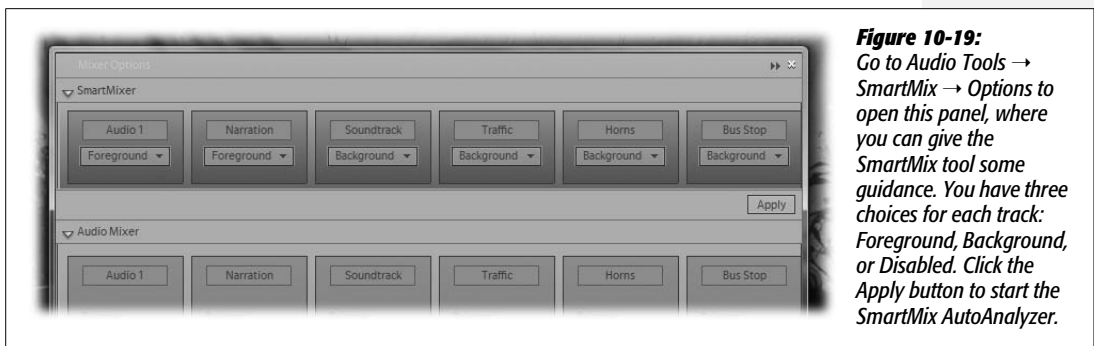 Mixer Options
SmartMixer
Audio 1 Narration Soundtrack Traffic Horns Bus Stop
Foreground Foreground Background Background Background Background
Apply
Audio Mixer
Audio 1 Narration Soundtrack Traffic Horns Bus Stop
Figure 10-19:
Go to Audio Tools →
SmartMix → Options to
open this panel, where
you can give the
SmartMix tool some
guidance. You have three
choices for each track:
Foreground, Background,
or Disabled. Click the
Apply button to start the
SmartMix AutoAnalyzer.